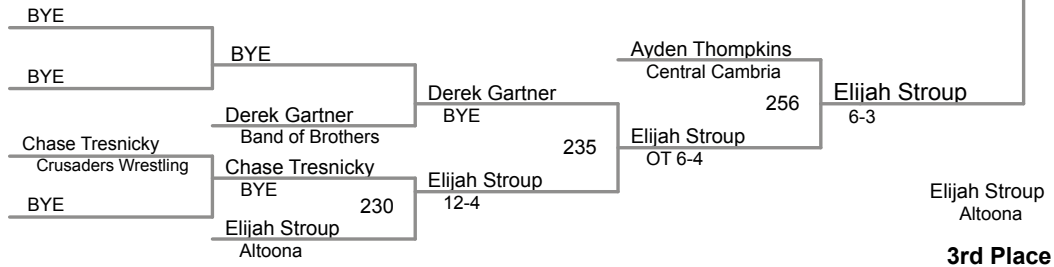 BYE
BYE
BYE
Derek Gartner
Band of Brothers
Derek Gartner
BYE
Chase Tresnicky
Crusaders Wrestling
BYE
Chase Tresnicky
BYE
230
Elijah Stroup
Altoona
Elijah Stroup
12-4
235
Ayden Thompkins
Central Cambria
Elijah Stroup
OT 6-4
256
Elijah Stroup
6-3
Elijah Stroup
Altoona
3rd Place